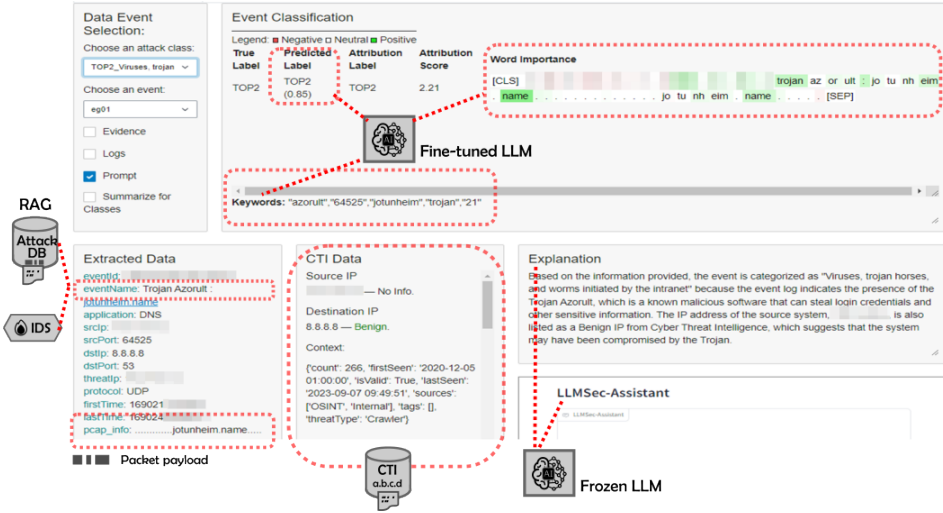 Data Event
Selection:
Choose an attack class:
TOP2_Viruses, trojan
Choose an event:
eg01
Evidence
Logs
Prompt
Summarize for
Classes
Event Classification
Legend: Negative Neutral Positive
True Label
Predicted Label
Attribution Label
Attribution Score
Word Importance
TOP2
TOP2 (0.85)
TOP2
2.21
[CLS] trojan az or ult : jo tu nh eim
. name . . . . . . . . . . . . . jo tu nh eim . name . . . . . [SEP]
AI
Fine-tuned LLM
Keywords: "azorult","64525","jotunheim","trojan","21"
RAG
Attack
DB
IDS
Extracted Data
eventId:
eventName: Trojan Azorult :
jotunheim.name
application: DNS
srcIp:
srcPort: 64525
dstIp: 8.8.8.8
dstPort: 53
threatIp:
protocol: UDP
firstTime: 169021
lastTime: 169024
pcap_info: .............jotunheim.name.....
Packet payload
CTI Data
Source IP
— No Info.
Destination IP
8.8.8.8 — Benign.
Context:
{'count': 266, 'firstSeen': '2020-12-05
01:00:00', 'isValid': True, 'lastSeen':
'2023-09-07 09:49:51', 'sources':
['OSINT', 'Internal'], 'tags': [],
'threatType': 'Crawler'}
CTI
a.b.c.d
Explanation
Based on the information provided, the event is categorized as "Viruses, trojan horses,
and worms initiated by the intranet" because the event log indicates the presence of the
Trojan Azorult, which is a known malicious software that can steal login credentials and
other sensitive information. The IP address of the source system, is also
listed as a Benign IP from Cyber Threat Intelligence, which suggests that the system
may have been compromised by the Trojan.
LLMSec-Assistant
LLMSec-Assistant
AI
Frozen LLM